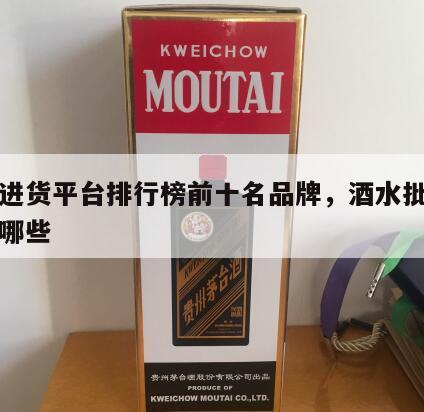 KWEICHOW
MOUTAI
进货平台排行榜前十名品牌，酒水批
哪些
贵州茅台酒
贵州茅台酒股份有限公司出品
PRODUCE OF
KWEICHOW MOUTAI CO.,LTD.